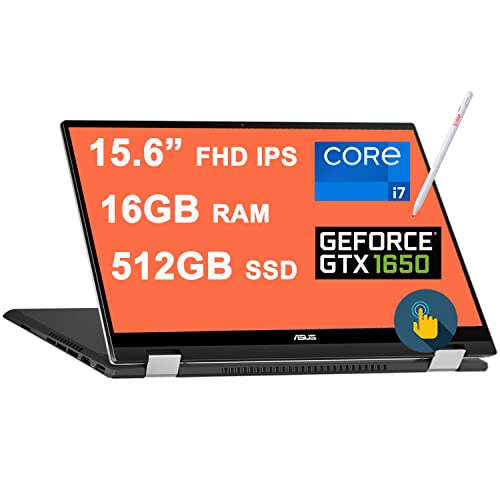 15.6” FHD IPS
CORE
i7
16GB RAM
GEFORCE
GTX 1650
512GB SSD
ASUS